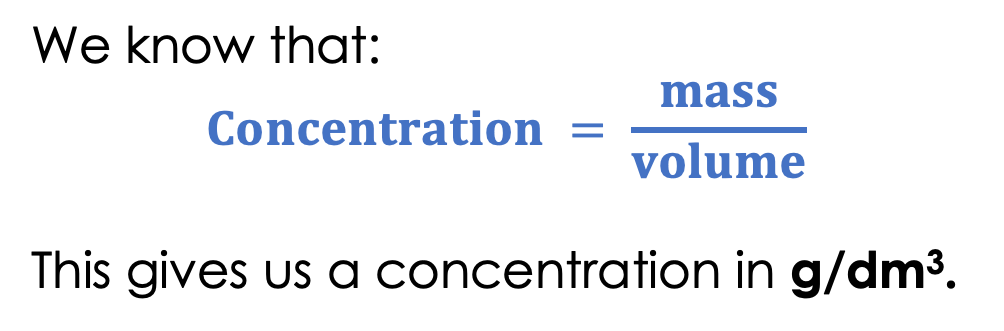 We know that:
Concentration = mass/volume
This gives us a concentration in g/dm³.